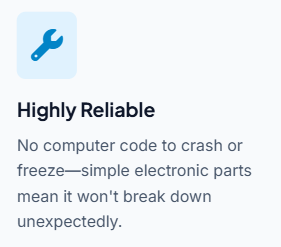 Highly Reliable
No computer code to crash or
freeze—simple electronic parts
mean it won't break down
unexpectedly.